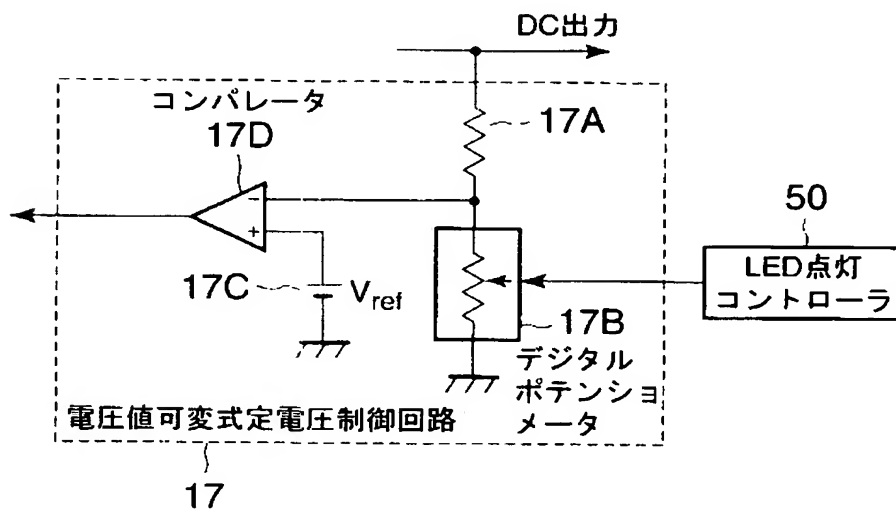 DC出力
コンパレータ
17D
17A
−
+
17C
Vref
50
LED点灯
コントローラ
17B
デジタル
ポテンショ
メータ
電圧値可変式定電圧制御回路
17